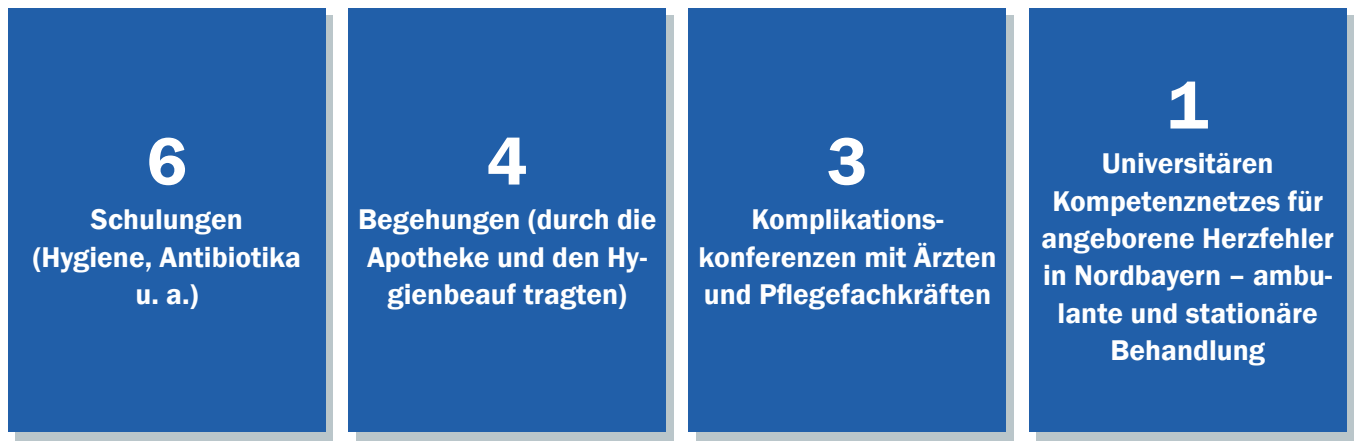 6
Schulungen
(Hygiene, Antibiotika
u. a.)
4
Begehungen (durch die
Apotheke und den Hy-
gienbeauf tragten)
3
Komplikations-
konferenzen mit Ärzten
und Pflegefachkräften
1
Universitären
Kompetenznetzes für
angeborene Herzfehler
in Nordbayern – ambu-
lante und stationäre
Behandlung